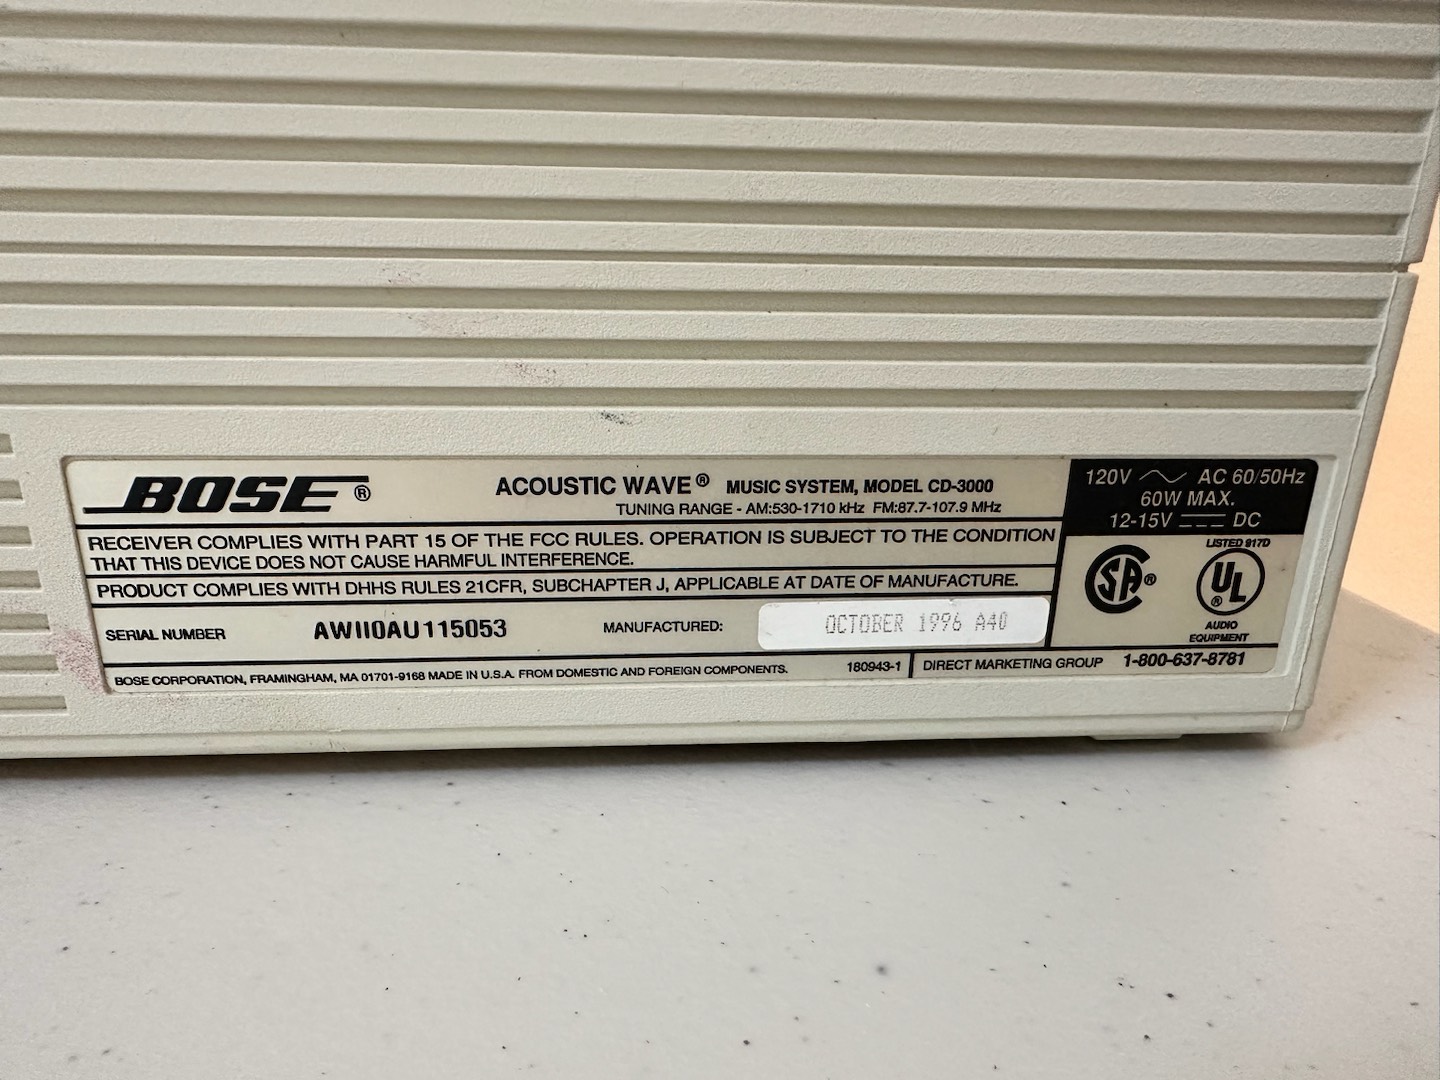 BOSE®
ACOUSTIC WAVE® MUSIC SYSTEM, MODEL CD-3000
TUNING RANGE - AM:530-1710 kHz FM:87.7-107.9 MHz
RECEIVER COMPLIES WITH PART 15 OF THE FCC RULES. OPERATION IS SUBJECT TO THE CONDITION
THAT THIS DEVICE DOES NOT CAUSE HARMFUL INTERFERENCE.
PRODUCT COMPLIES WITH DHHS RULES 21CFR, SUBCHAPTER J, APPLICABLE AT DATE OF MANUFACTURE.
SERIAL NUMBER AWII0AU115053 MANUFACTURED: OCTOBER 1996 A40
BOSE CORPORATION, FRAMINGHAM, MA 01701-9168 MADE IN U.S.A. FROM DOMESTIC AND FOREIGN COMPONENTS. 180943-1
DIRECT MARKETING GROUP 1-800-637-8781
120V AC 60/50Hz
60W MAX.
12-15V DC
SA®
LISTED 917D
UL®
AUDIO
EQUIPMENT